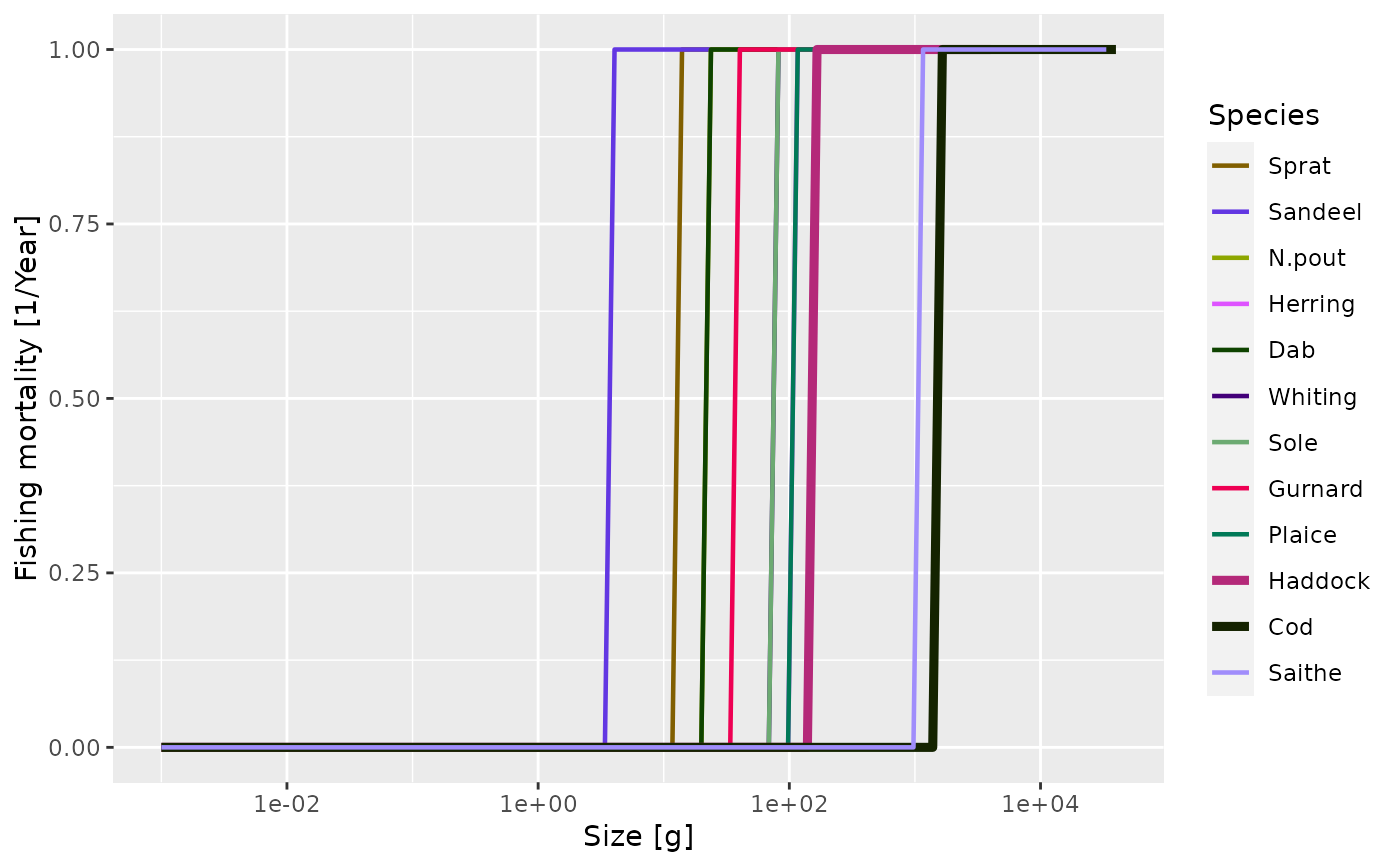 Fishing mortality [1/Year]
1.00
0.75
0.50
0.25
0.00
1e-02
1e+00
1e+02
1e+04
Size [g]
Species
Sprat
Sandeel
N.pout
Herring
Dab
Whiting
Sole
Gurnard
Plaice
Haddock
Cod
Saithe